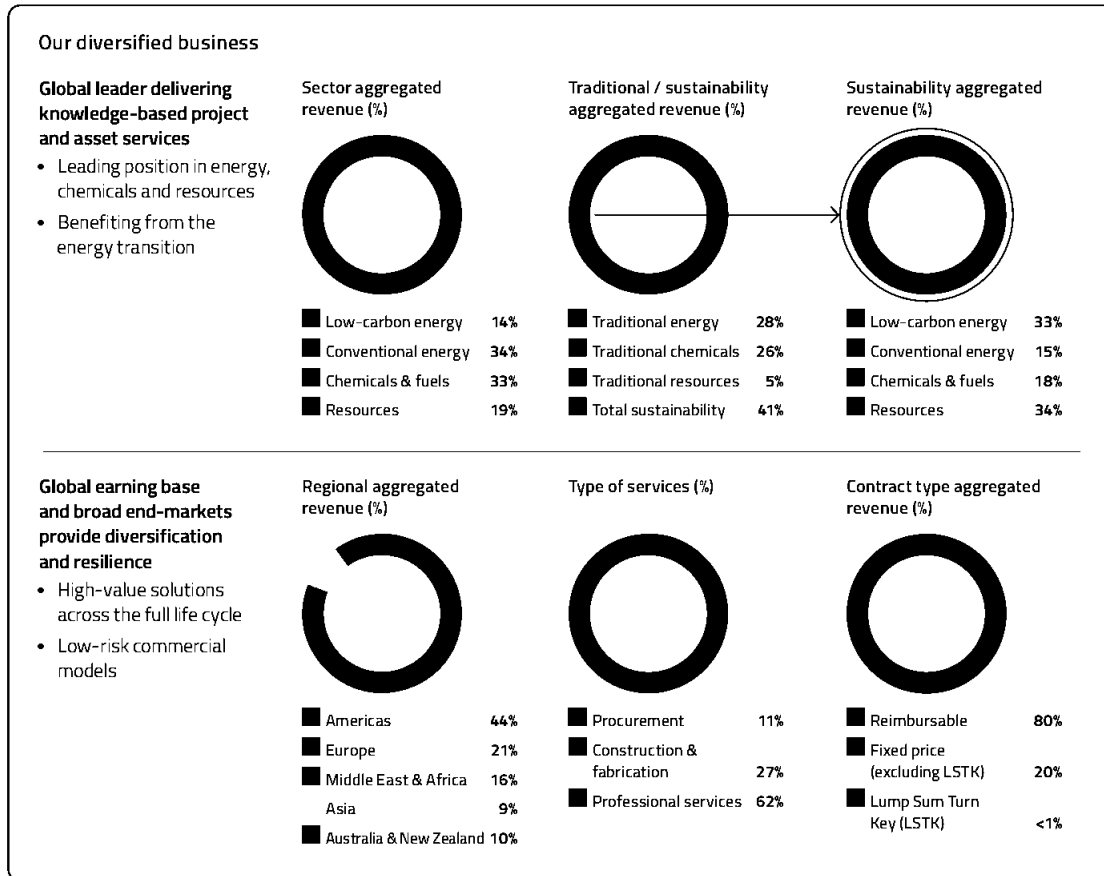 Our diversified business
Global leader delivering
knowledge-based project
and asset services
• Leading position in energy,
chemicals and resources
• Benefiting from the
energy transition
Sector aggregated
revenue (%)
Low-carbon energy 14%
Conventional energy 34%
Chemicals & fuels 33%
Resources 19%
Traditional / sustainability
aggregated revenue (%)
Traditional energy 28%
Traditional chemicals 26%
Traditional resources 5%
Total sustainability 41%
Sustainability aggregated
revenue (%)
Low-carbon energy 33%
Conventional energy 15%
Chemicals & fuels 18%
Resources 34%
Global earning base
and broad end-markets
provide diversification
and resilience
• High-value solutions
across the full life cycle
• Low-risk commercial
models
Regional aggregated
revenue (%)
Americas 44%
Europe 21%
Middle East & Africa 16%
Asia 9%
Australia & New Zealand 10%
Type of services (%)
Procurement 11%
Construction &
fabrication 27%
Professional services 62%
Contract type aggregated
revenue (%)
Reimbursable 80%
Fixed price
(excluding LSTK) 20%
Lump Sum Turn
Key (LSTK) <1%